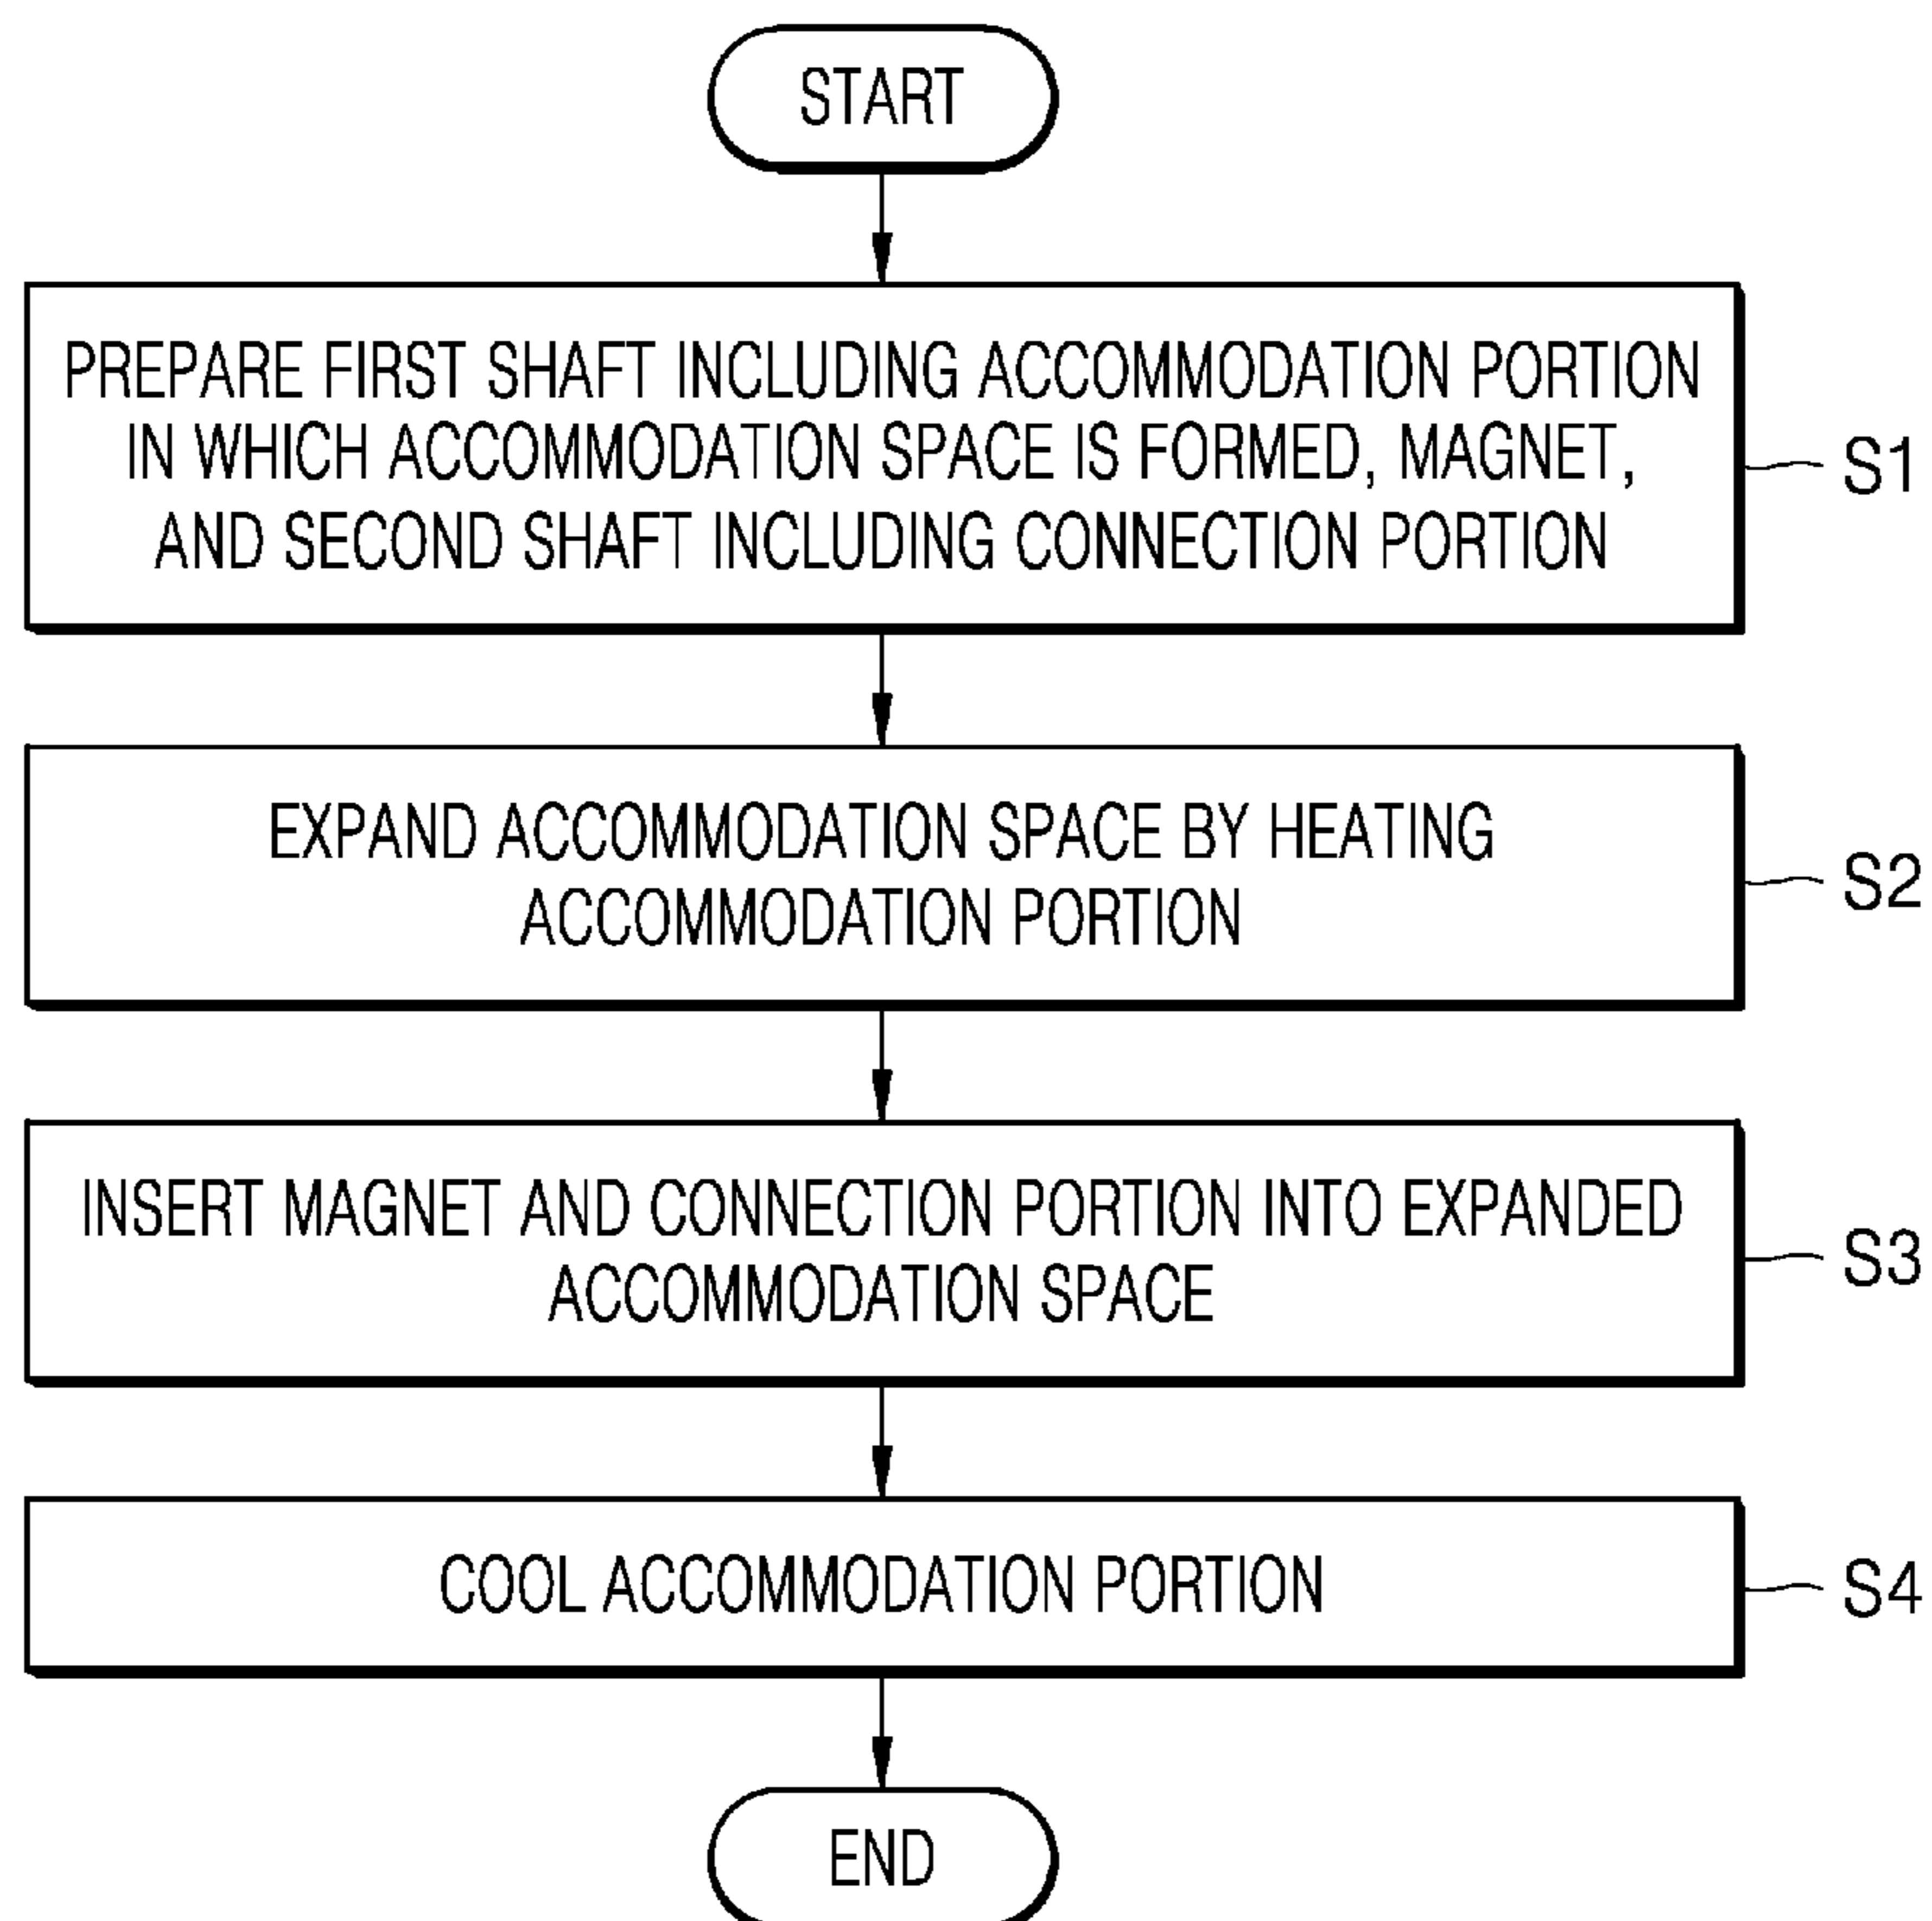 START
PREPARE FIRST SHAFT INCLUDING ACCOMMODATION PORTION
IN WHICH ACCOMMODATION SPACE IS FORMED, MAGNET,
AND SECOND SHAFT INCLUDING CONNECTION PORTION
S1
EXPAND ACCOMMODATION SPACE BY HEATING
ACCOMMODATION PORTION
S2
INSERT MAGNET AND CONNECTION PORTION INTO EXPANDED
ACCOMMODATION SPACE
S3
COOL ACCOMMODATION PORTION
S4
END